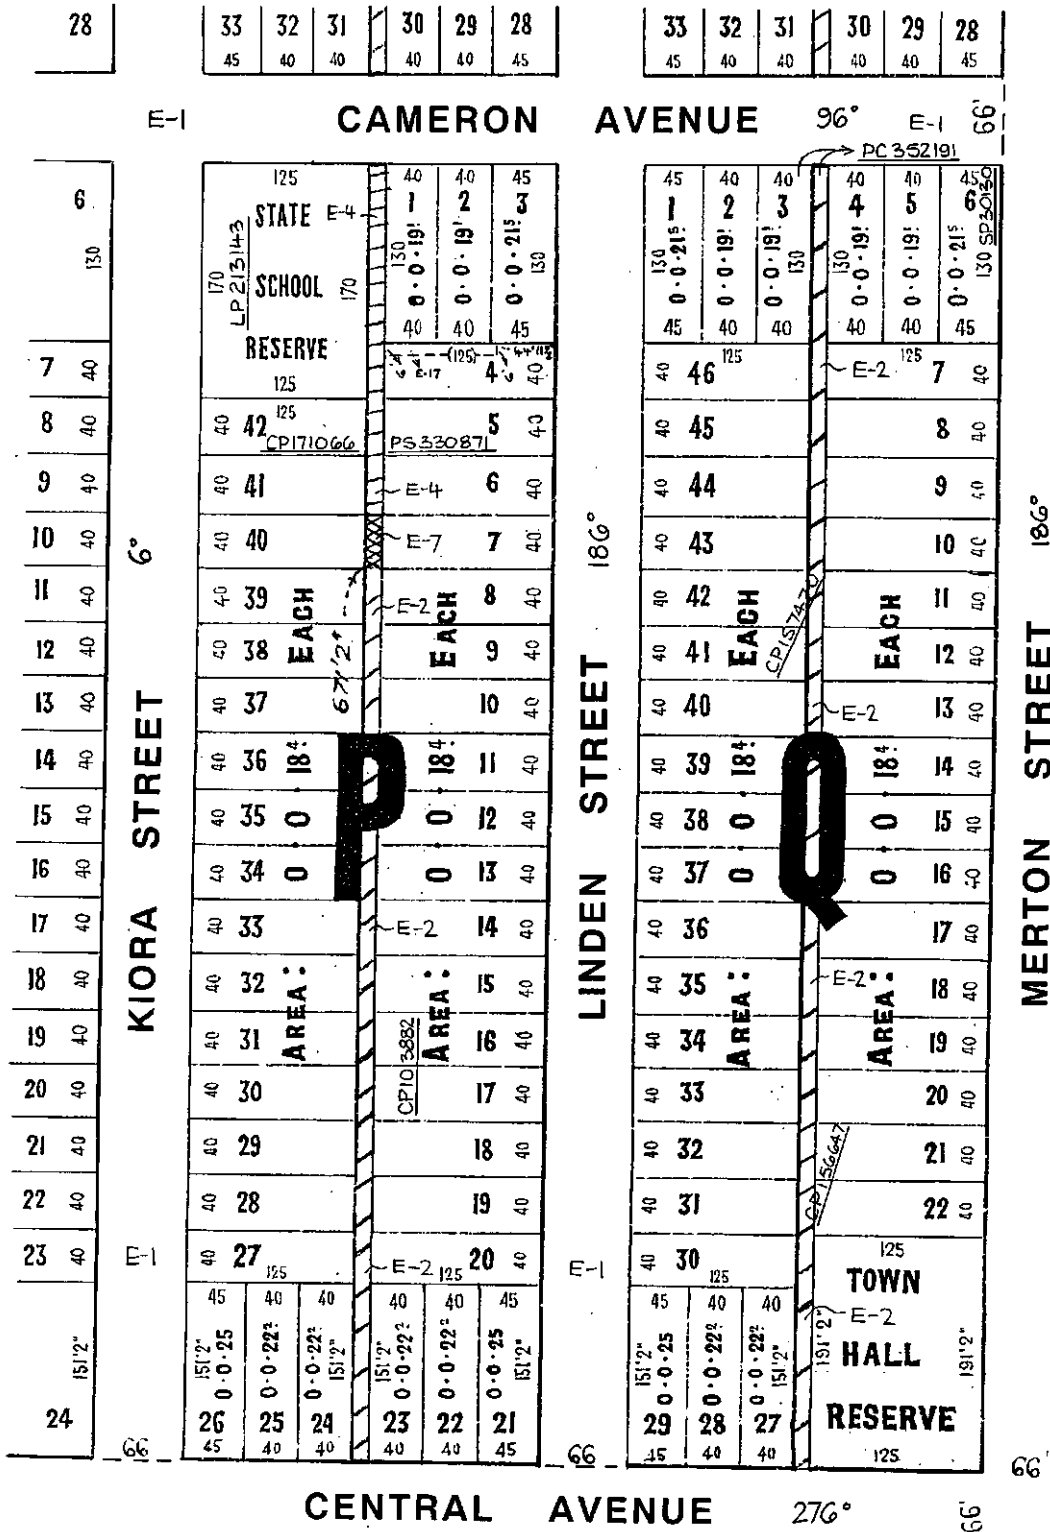 28 33 32 31 30 29 28 33 32 31 30 29 28
45 40 40 40 40 45 45 40 40 40 40 45
E-1 CAMERON AVENUE 96° E-1 66'
PC 352191
6 130
125
STATE E-4
SCHOOL
RESERVE
125
170 LP 213143 170
40 40 45
1 2 3
130 0·0·19¹ 0·0·19¹ 0·0·21⁵ 130
40 40 45
45 40 40 40 40 45
1 2 3 4 5 6
130 0·0·21⁵ 0·0·19¹ 0·0·19¹ 130 130 0·0·19¹ 0·0·19¹ 0·0·21⁵ 130 SP30130
45 40 40 40 40 45
7 40 (125) 6' E-17 4 6' 40 40 46 125 E-2 125 7 40
8 40 40 42 125 CP171066 PS330871 5 40 40 45 8 40
9 40 40 41 E-4 6 40 40 44 9 40
10 40 40 40 E-7 7 40 40 43 10 40
11 40 40 39 E-2 8 40 40 42 11 40
12 40 40 38 9 40 40 41 12 40
13 40 40 37 10 40 40 40 E-2 13 40
14 40 40 36 11 40 40 39 14 40
15 40 40 35 12 40 40 38 15 40
16 40 40 34 13 40 40 37 16 40
17 40 40 33 E-2 14 40 40 36 17 40
18 40 40 32 15 40 40 35 E-2 18 40
19 40 40 31 16 40 40 34 19 40
20 40 40 30 17 40 40 33 20 40
21 40 40 29 18 40 40 32 21 40
22 40 40 28 19 40 40 31 22 40
23 40 E-1 40 27 125 E-2 125 20 40 E-1 40 30 125
P
Q
AREA: 0·0·18⁴ EACH
AREA: 0·0·18⁴ EACH
AREA: 0·0·18⁴ EACH
AREA: 0·0·18⁴ EACH
671'2"
CP103882
CP157470
CP156647
KIORA STREET 6°
LINDEN STREET 186°
MERTON STREET 186°
24 151'2"
45 40 40 40 40 45
151'2" 0·0·25 0·0·22² 0·0·22² 151'2" 151'2" 0·0·22² 0·0·22² 0·0·25 151'2"
26 25 24 23 22 21
45 40 40 40 40 45
45 40 40
151'2" 0·0·25 0·0·22² 0·0·22² 151'2"
29 28 27
45 40 40
125
TOWN
E-2
HALL
RESERVE
125
191'2" 191'2"
66 66 66'
CENTRAL AVENUE 276° 66'